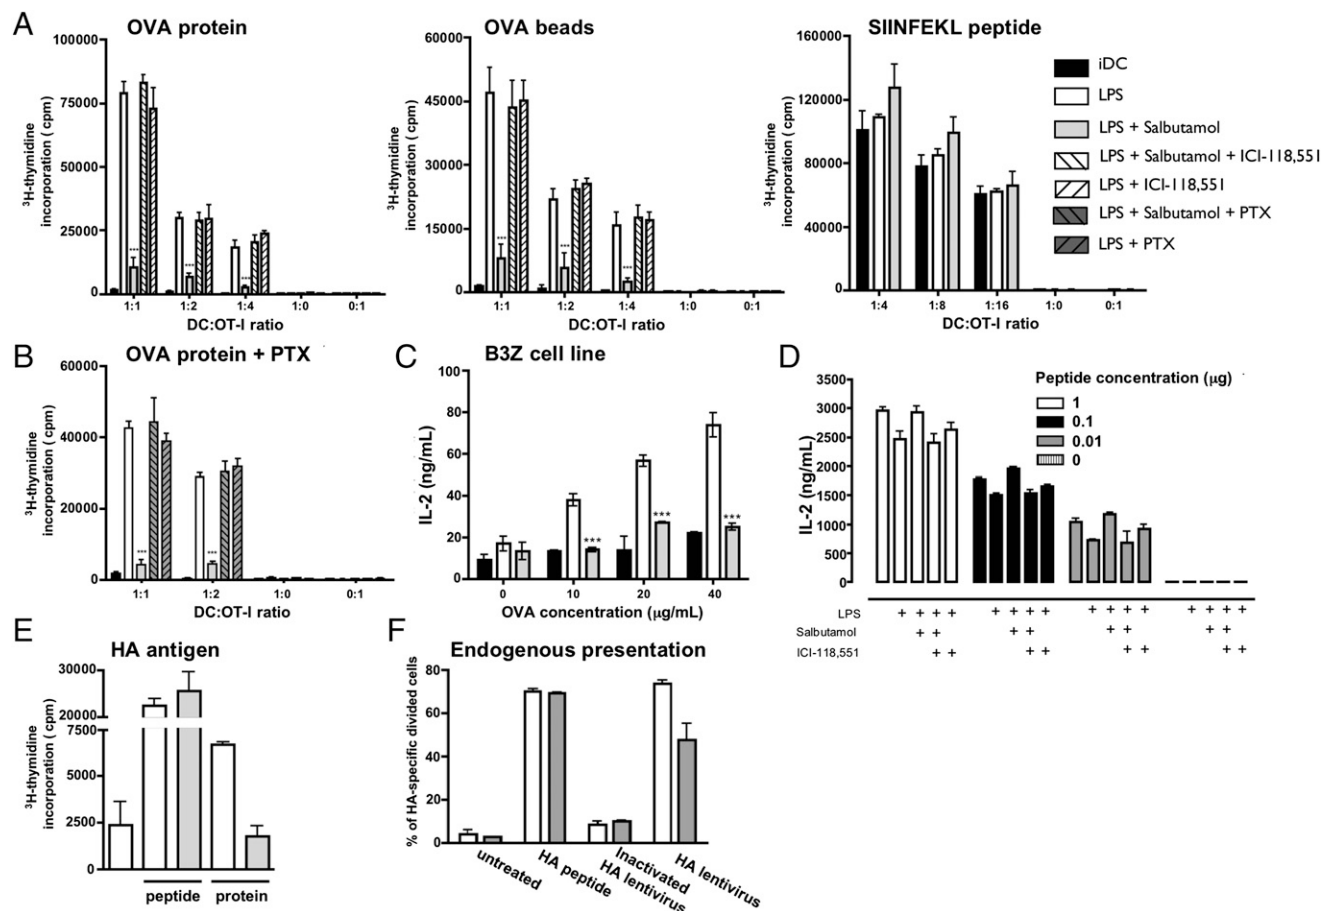 A
OVA protein
³H-thymidine
incorporation ( cpm)
100000
75000
50000
25000
0
***
***
***
1:1 1:2 1:4 1:0 0:1
DC:OT-I ratio
OVA beads
³H-thymidine
incorporation ( cpm)
60000
45000
30000
15000
0
***
***
***
1:1 1:2 1:4 1:0 0:1
DC:OT-I ratio
SIINFEKL peptide
³H-thymidine
incorporation ( cpm)
160000
120000
80000
40000
0
1:4 1:8 1:16 1:0 0:1
DC:OT-I ratio
iDC
LPS
LPS + Salbutamol
LPS + Salbutamol + ICI-118,551
LPS + ICI-118,551
LPS + Salbutamol + PTX
LPS + PTX
B
OVA protein + PTX
³H-thymidine
incorporation ( cpm)
60000
40000
20000
0
***
***
1:1 1:2 1:0 0:1
DC:OT-I ratio
C
B3Z cell line
IL-2 (ng/mL)
100
80
60
40
20
0
***
***
***
0 10 20 40
OVA concentration (µg/mL)
D
Peptide concentration (µg)
1
0.1
0.01
0
IL-2 (ng/mL)
3500
3000
2500
2000
1500
1000
500
0
LPS + + + + + + + + + + + + + + + +
Salbutamol + + + + + + + +
ICI-118,551 + + + + + + + +
E
HA antigen
³H-thymidine
incorporation ( cpm)
30000
20000
7500
5000
2500
0
peptide protein
F
Endogenous presentation
% of HA-specific divided cells
80
60
40
20
0
untreated
HA peptide
Inactivated
HA lentivirus
HA lentivirus